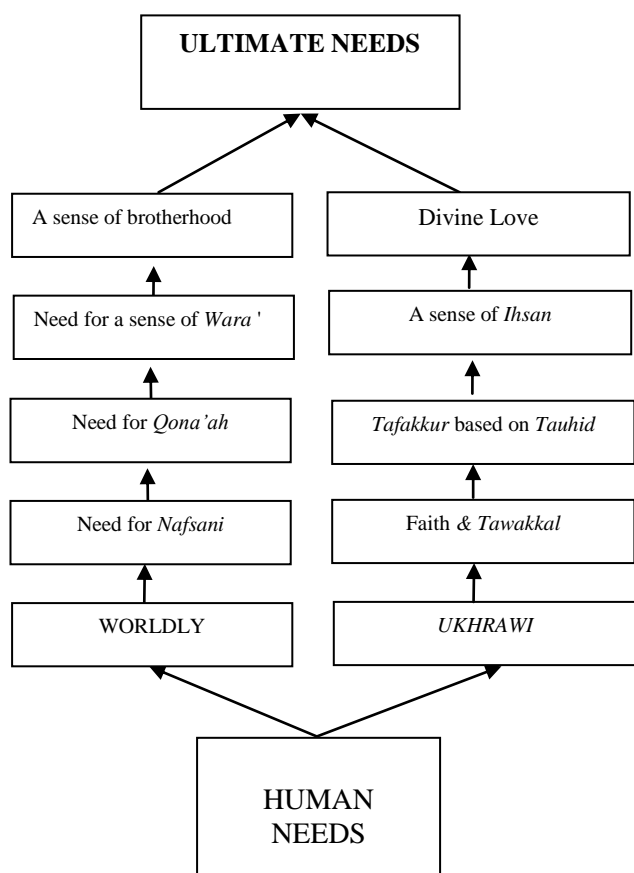 ULTIMATE NEEDS
A sense of brotherhood
Divine Love
Need for a sense of Wara '
A sense of Ihsan
Need for Qona’ah
Tafakkur based on Tauhid
Need for Nafsani
Faith & Tawakkal
WORLDLY
UKHRAWI
HUMAN
NEEDS